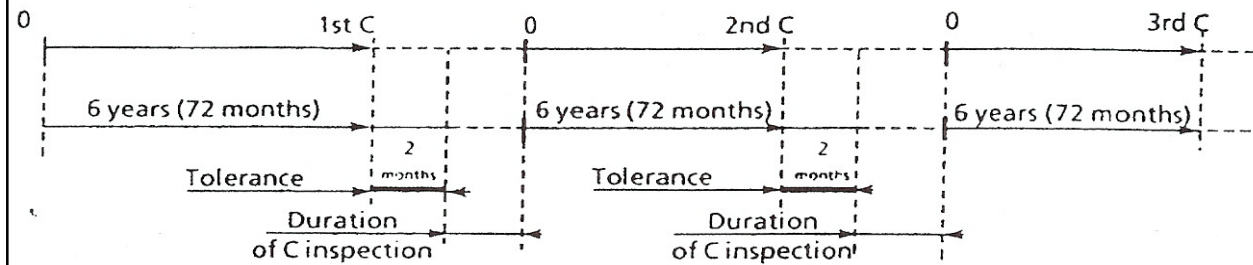 0 1st C 0 2nd C 0 3rd C
6 years (72 months) 6 years (72 months) 6 years (72 months)
2 2
months months
Tolerance Tolerance
Duration Duration
of C inspection of C inspection